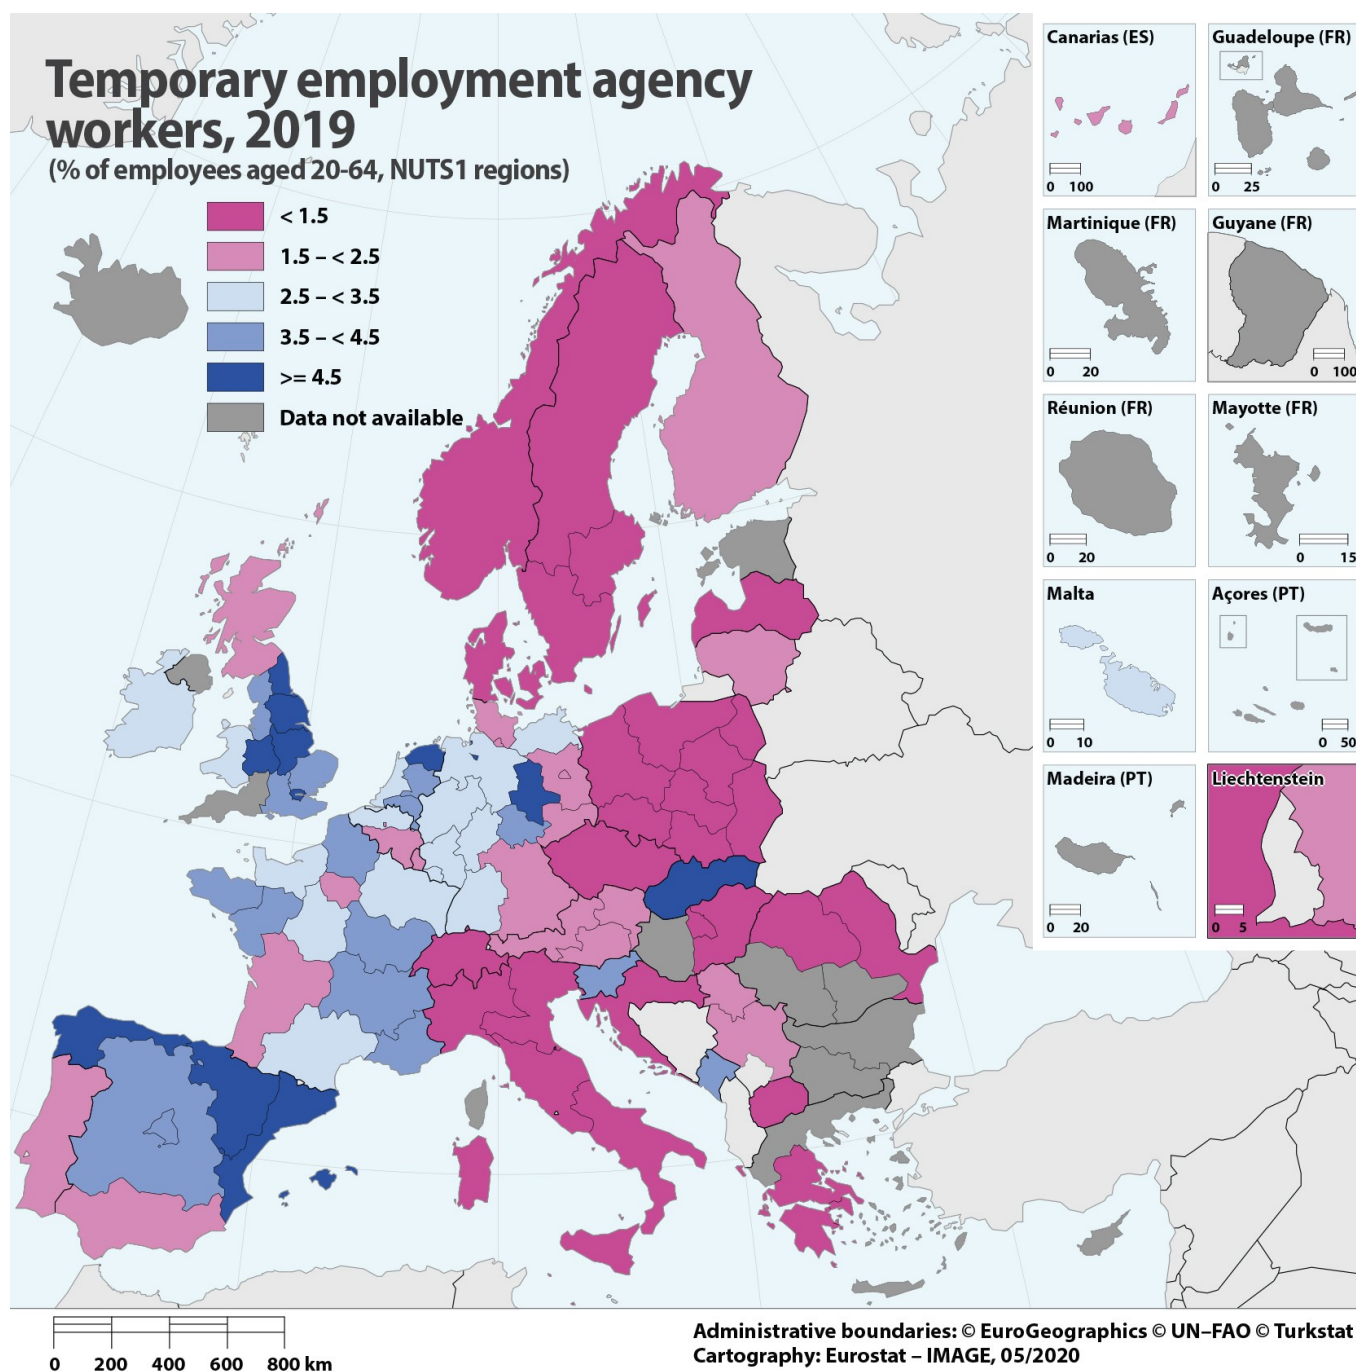 Temporary employment agency
workers, 2019
(% of employees aged 20-64, NUTS1 regions)
< 1.5
1.5 – < 2.5
2.5 – < 3.5
3.5 – < 4.5
>= 4.5
Data not available
Canarias (ES)
0 100
Guadeloupe (FR)
0 25
Martinique (FR)
0 20
Guyane (FR)
0 100
Réunion (FR)
0 20
Mayotte (FR)
0 15
Malta
0 10
Açores (PT)
0 50
Madeira (PT)
0 20
Liechtenstein
0 5
0 200 400 600 800 km
Administrative boundaries: © EuroGeographics © UN–FAO © Turkstat
Cartography: Eurostat – IMAGE, 05/2020